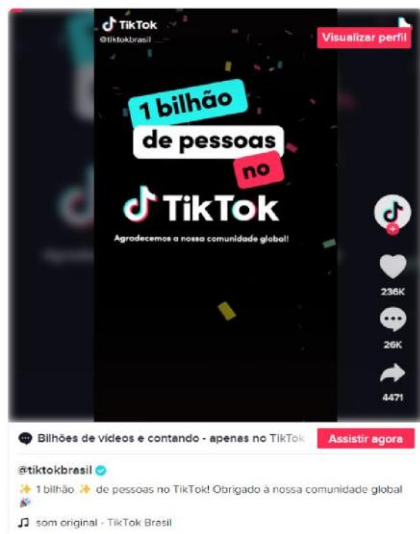 TikTok
@tiktokbrasil
Visualizar perfil
1 bilhão
de pessoas
no
TikTok
Agradecemos a nossa comunidade global!
236K
26K
4471
Bilhões de vídeos e contando - apenas no TikTok
Assistir agora
@tiktokbrasil
✨ 1 bilhão ✨ de pessoas no TikTok! Obrigado à nossa comunidade global
🎉
som original - TikTok Brasil